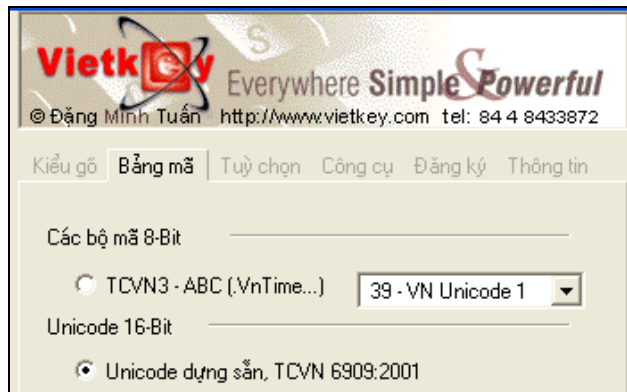 Vietkey Everywhere Simple & Powerful
© Đặng Minh Tuấn http://www.vietkey.com tel: 84 4 8433872
Kiểu gõ Bảng mã Tuỳ chọn Công cụ Đăng ký Thông tin
Các bộ mã 8-Bit
TCVN3 - ABC (.VnTime...) 39 - VN Unicode 1
Unicode 16-Bit
Unicode dựng sẵn, TCVN 6909:2001